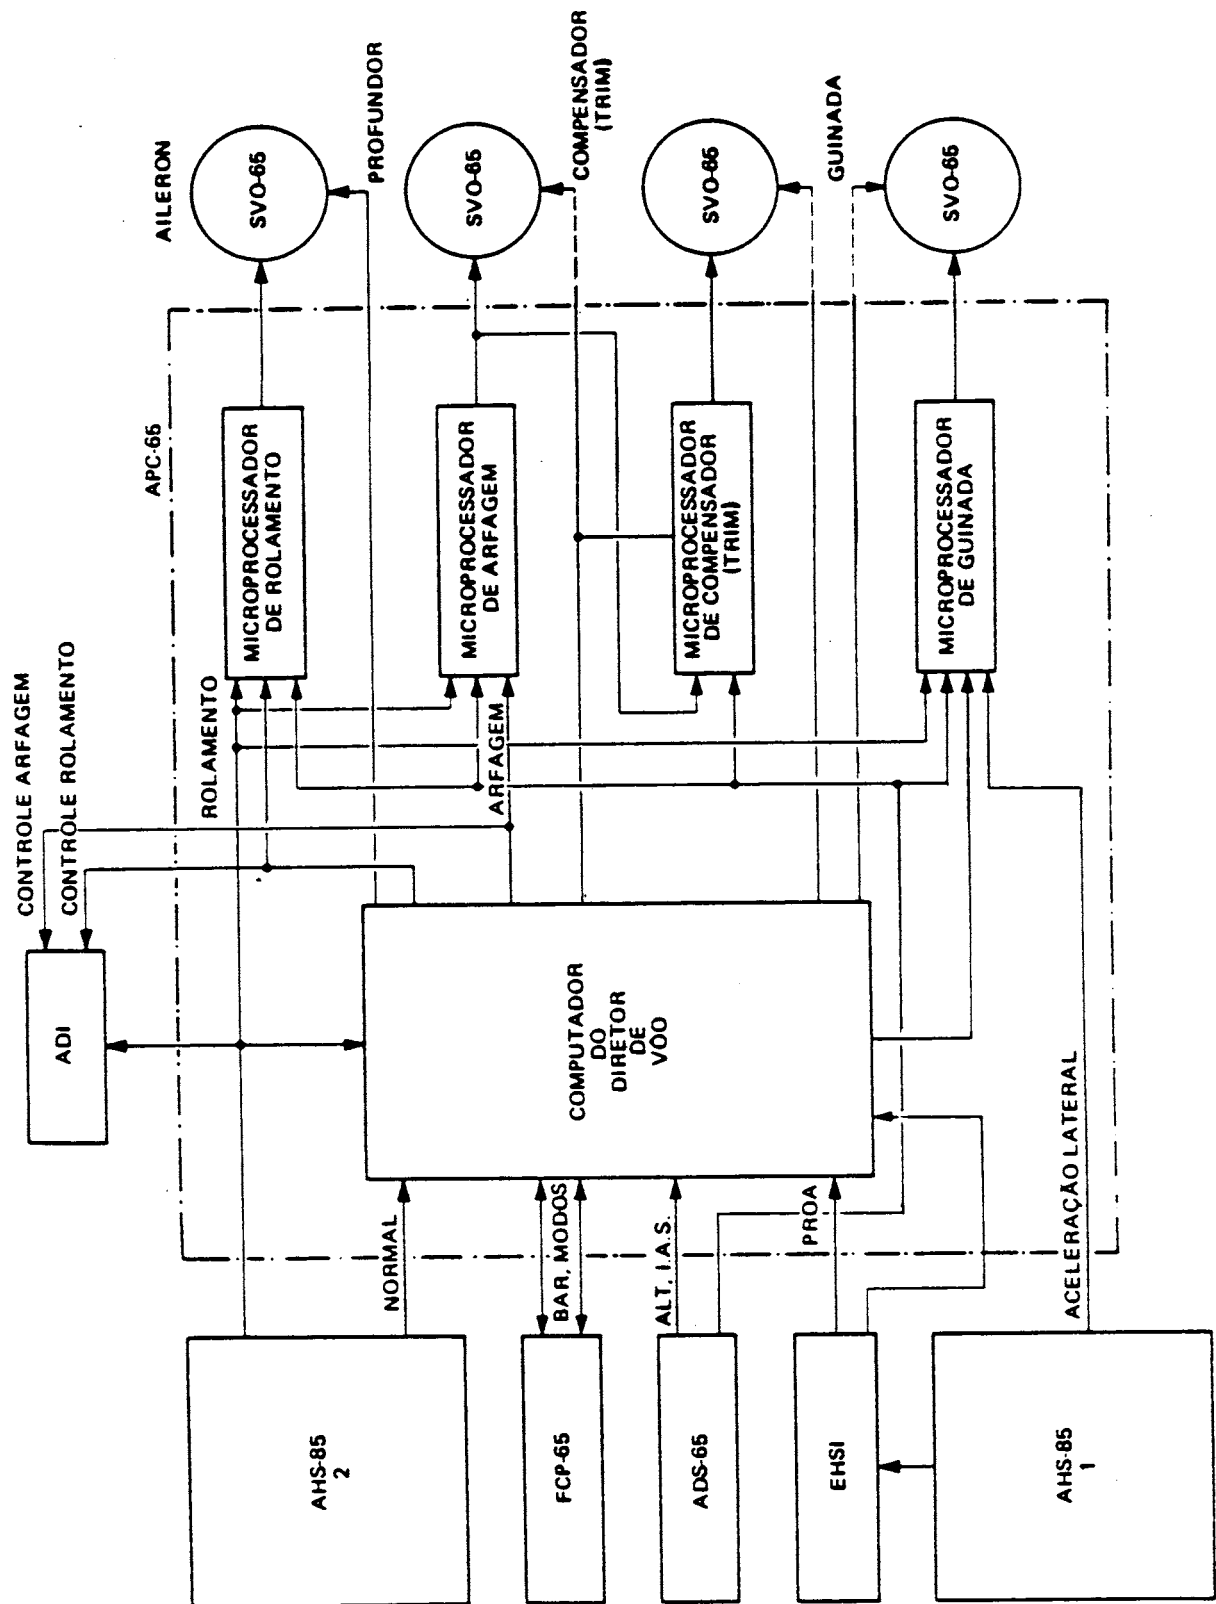 CONTROLE ARFAGEM
CONTROLE ROLAMENTO
ADI
APC-65
AILERON
SVO-65
PROFUNDOR
SVO-65
COMPENSADOR
(TRIM)
SVO-65
GUINADA
SVO-65
ROLAMENTO
MICROPROCESSADOR
DE ROLAMENTO
ARFAGEM
MICROPROCESSADOR
DE ARFAGEM
MICROPROCESSADOR
DE COMPENSADOR
(TRIM)
MICROPROCESSADOR
DE GUINADA
COMPUTADOR
DO
DIRETOR
DE
VÔO
NORMAL
BAR, MODOS
ALT, I.A.S.
PROA
ACELERAÇÃO LATERAL
AHS-85
2
FCP-65
ADS-65
EHSI
AHS-85
1